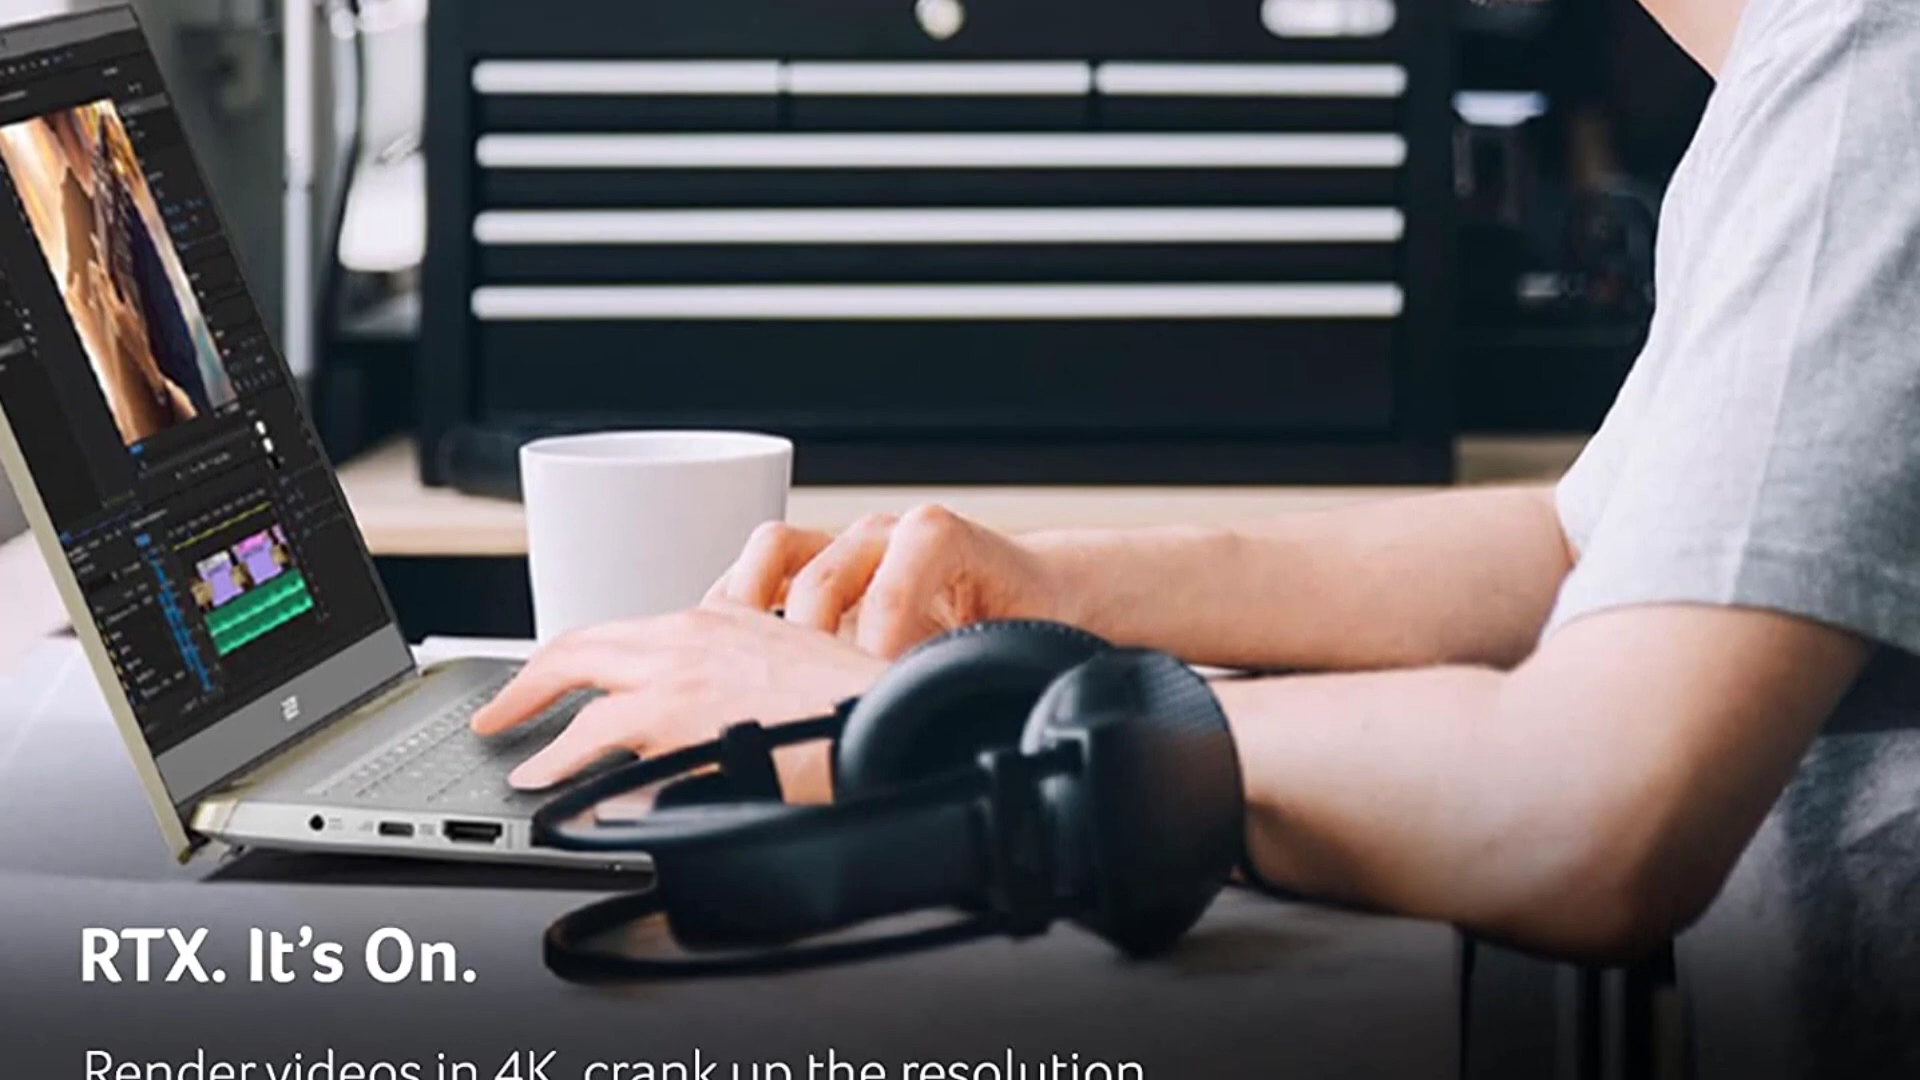 RTX. It's On.
Render videos in 4K, crank up the resolution